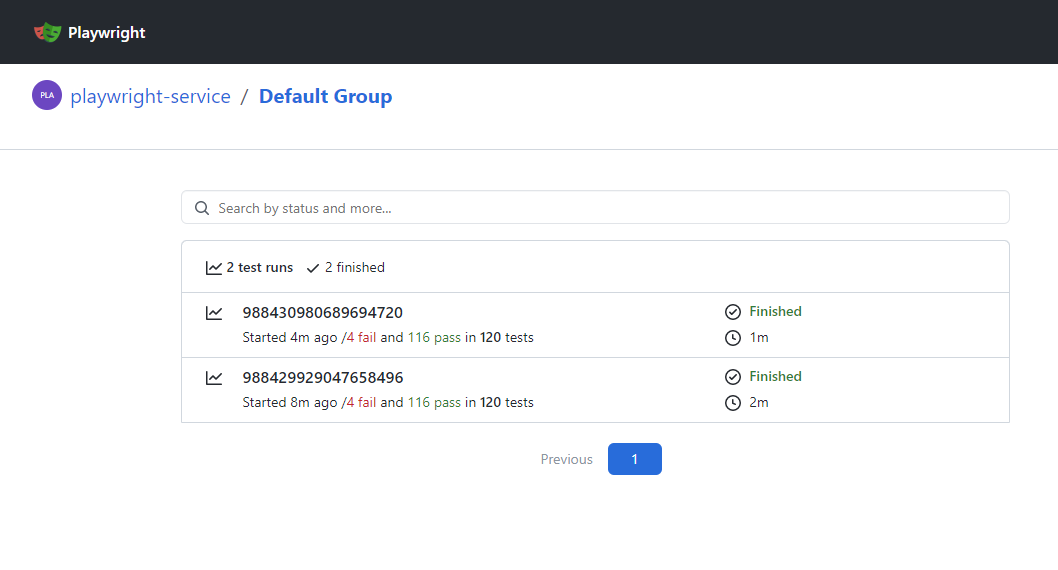 Playwright
PLA playwright-service / Default Group
Search by status and more...
2 test runs 2 finished
988430980689694720 Finished
Started 4m ago /4 fail and 116 pass in 120 tests 1m
988429929047658496 Finished
Started 8m ago /4 fail and 116 pass in 120 tests 2m
Previous 1